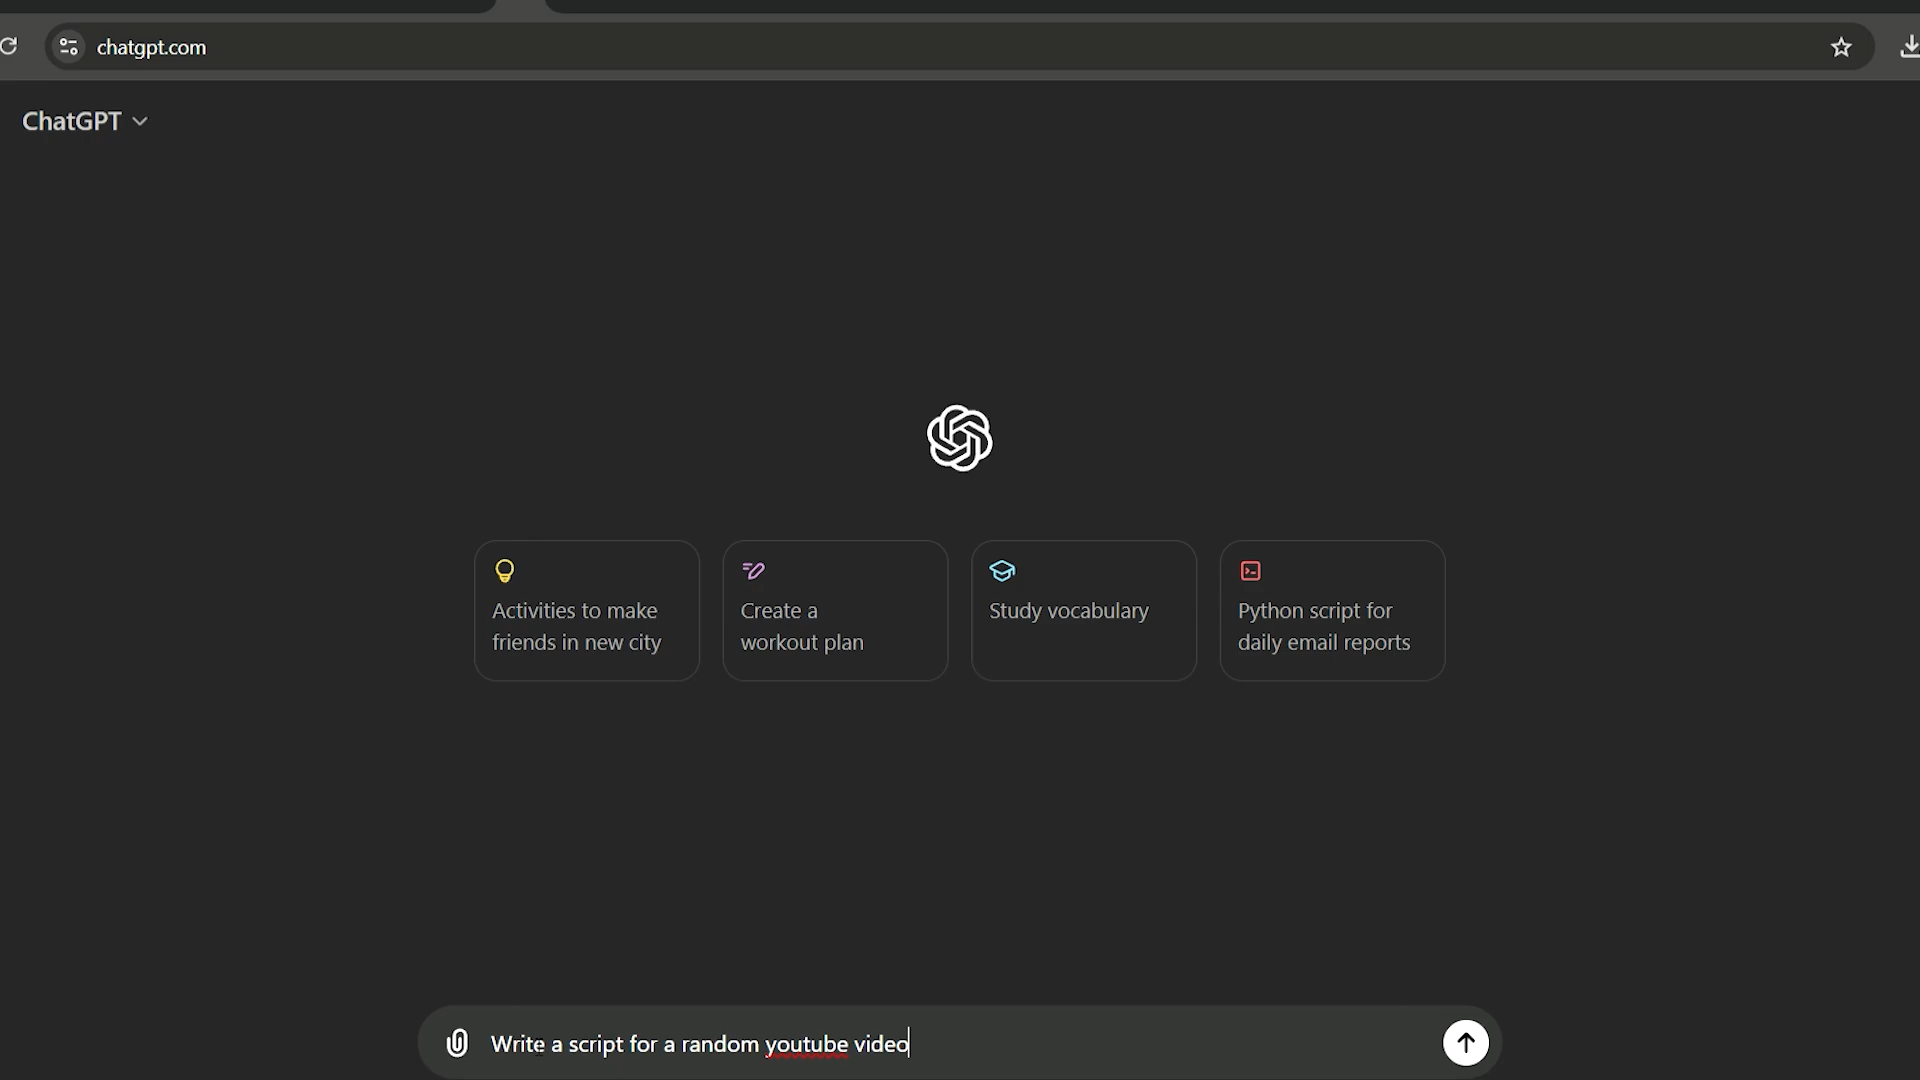 chatgpt.com
ChatGPT
Activities to make
friends in new city
Create a
workout plan
Study vocabulary
Python script for
daily email reports
Write a script for a random youtube video